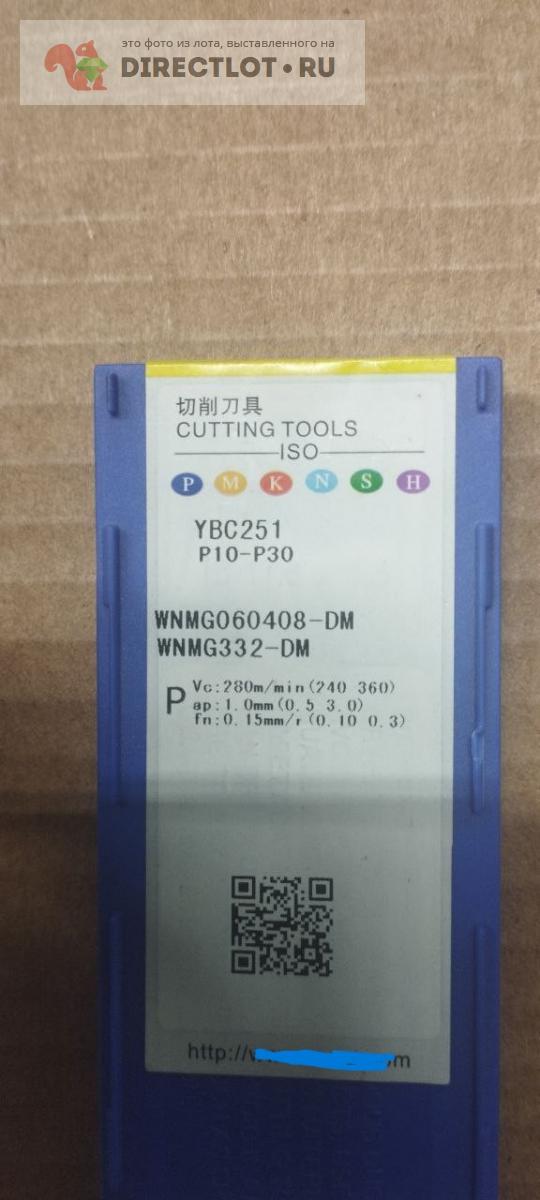 это фото из лота, выставленного на
DIRECTLOT•RU
切削刀具
CUTTING TOOLS
ISO
P M K N S H
YBC251
P10-P30
WNMG060408-DM
WNMG332-DM
P
Vc:280m/min(240 360)
ap:1.0mm(0.5 3.0)
fn:0.15mm/r(0.10 0.3)
http://